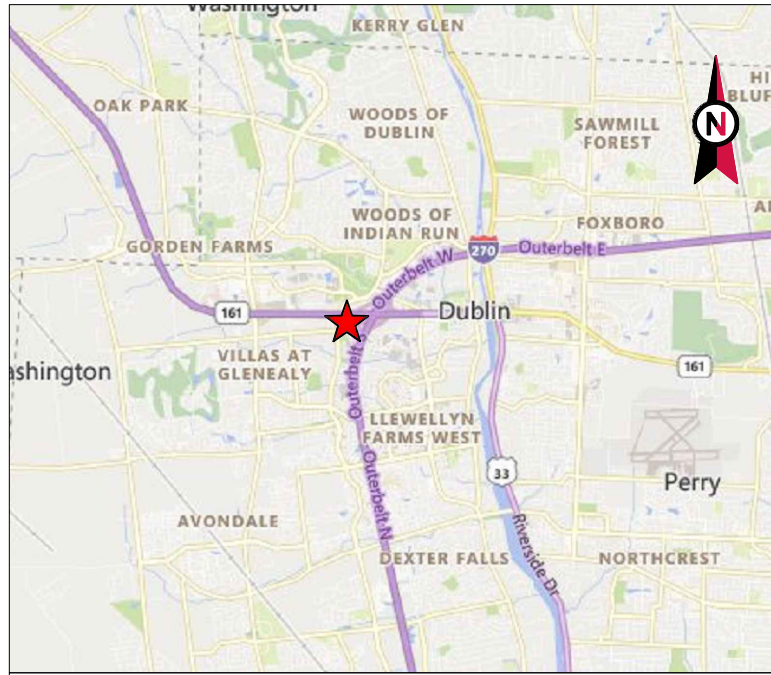 Washington
KERRY GLEN
OAK PARK
WOODS OF
DUBLIN
SAWMILL
FOREST
N
WOODS OF
INDIAN RUN
FOXBORO
GORDEN FARMS
Outerbelt W
270
Outerbelt E
161
Dublin
Outerbelt S
VILLAS AT
GLENEALY
ashington
161
LLEWELLYN
FARMS WEST
Outerbelt N
33
Perry
AVONDALE
Riverside Dr
DEXTER FALLS
NORTHCREST